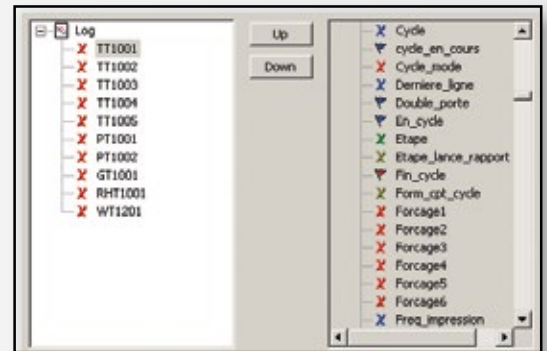 Log
TT1001
TT1002
TT1003
TT1004
TT1005
PT1001
PT1002
GT1001
RHT1001
WT1201
Up
Down
Cycle
cycle_en_cours
Cycle_mode
Derniere_ligne
Double_porte
En_cycle
Etape
Etape_lance_rapport
Fin_cycle
Form_cpt_cycle
Forcage1
Forcage2
Forcage3
Forcage4
Forcage5
Forcage6
Freq_impression